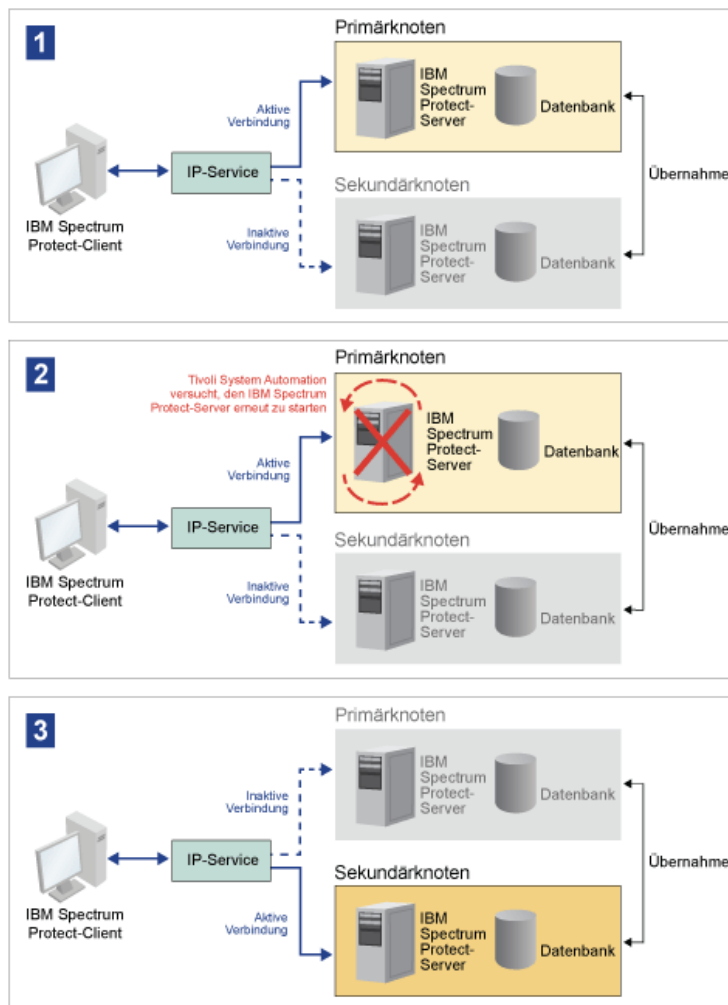 1
Primärknoten
IBM
Spectrum
Protect-
Server
Datenbank
Aktive
Verbindung
IP-Service
IBM Spectrum
Protect-Client
Übernahme
Sekundärknoten
Inaktive
Verbindung
IBM
Spectrum
Protect-
Server
Datenbank
2
Primärknoten
Tivoli System Automation
versucht, den IBM Spectrum
Protect-Server erneut zu starten
IBM
Spectrum
Protect-
Server
Datenbank
Aktive
Verbindung
IP-Service
IBM Spectrum
Protect-Client
Übernahme
Sekundärknoten
Inaktive
Verbindung
IBM
Spectrum
Protect-
Server
Datenbank
3
Primärknoten
IBM
Spectrum
Protect-
Server
Datenbank
Inaktive
Verbindung
IP-Service
IBM Spectrum
Protect-Client
Übernahme
Sekundärknoten
Aktive
Verbindung
IBM
Spectrum
Protect-
Server
Datenbank